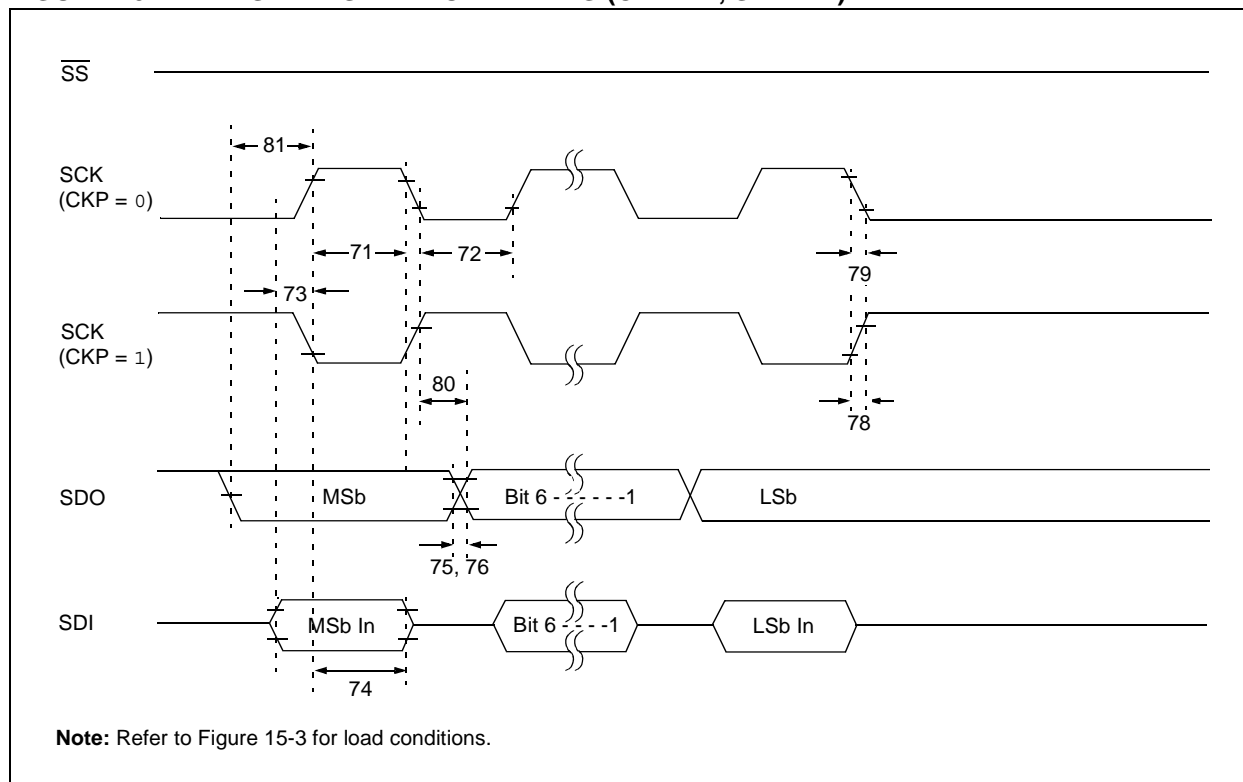 SS
81
SCK
(CKP = 0)
71
72
79
73
SCK
(CKP = 1)
80
78
SDO
MSb
Bit 6 - - - - - -1
LSb
75, 76
SDI
MSb In
Bit 6 - - - - -1
LSb In
74
Note: Refer to Figure 15-3 for load conditions.